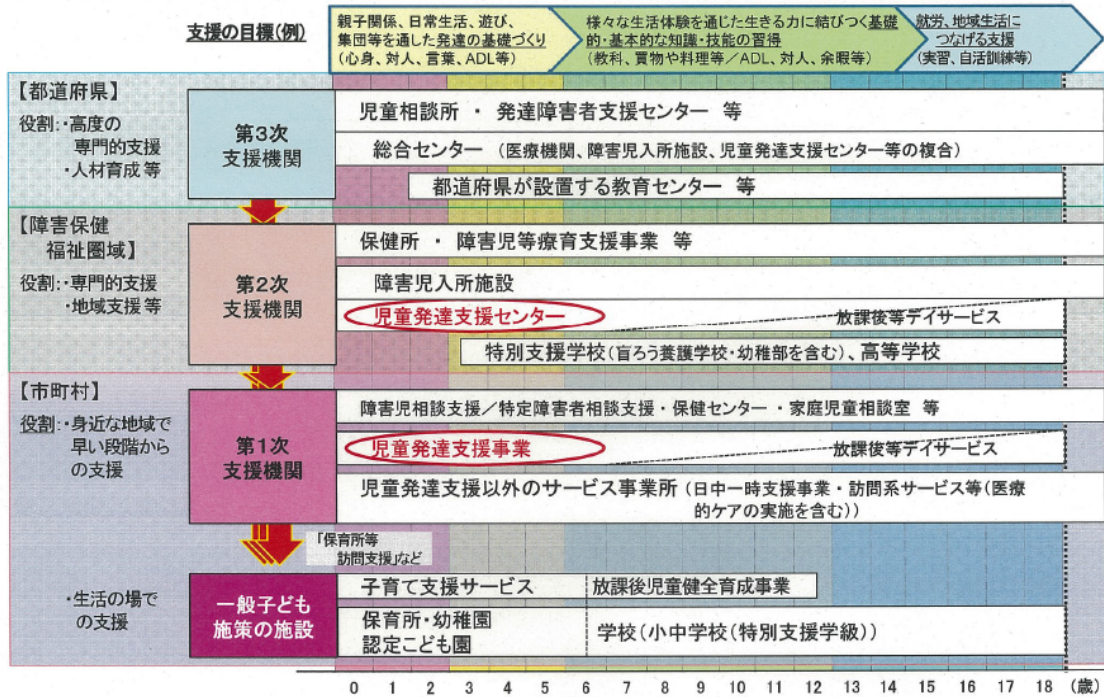 支援の目標(例)
親子関係、日常生活、遊び、
集団等を通した発達の基礎づくり
(心身、対人、言葉、ADL等)
様々な生活体験を通じた生きる力に結びつく基礎
的・基本的な知識・技能の習得
(教科、買物や料理等／ADL、対人、余暇等)
就労、地域生活に
つなげる支援
(実習、自活訓練等)
【都道府県】
役割:・高度の
専門的支援
・人材育成 等
第3次
支援機関
児童相談所 ・ 発達障害者支援センター 等
総合センター (医療機関、障害児入所施設、児童発達支援センター等の複合)
都道府県が設置する教育センター 等
【障害保健
福祉圏域】
役割:・専門的支援
・地域支援 等
第2次
支援機関
保健所 ・ 障害児等療育支援事業 等
障害児入所施設
児童発達支援センター
放課後等デイサービス
特別支援学校(盲ろう養護学校・幼稚部を含む)、高等学校
【市町村】
役割:・身近な地域で
早い段階から
の支援
第1次
支援機関
障害児相談支援／特定障害者相談支援・保健センター ・家庭児童相談室 等
児童発達支援事業
放課後等デイサービス
児童発達支援以外のサービス事業所 (日中一時支援事業・訪問系サービス等(医療
的ケアの実施を含む))
「保育所等
訪問支援」など
・生活の場で
の支援
一般子ども
施策の施設
子育て支援サービス
放課後児童健全育成事業
保育所・幼稚園
認定こども園
学校(小中学校(特別支援学級))
0 1 2 3 4 5 6 7 8 9 10 11 12 13 14 15 16 17 18 (歳)